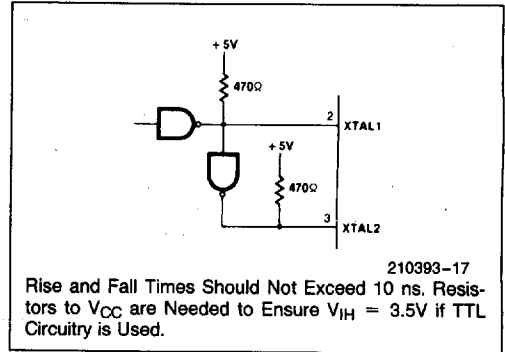 + 5V
470Ω
2
XTAL1
+ 5V
470Ω
3
XTAL2
210393–17
Rise and Fall Times Should Not Exceed 10 ns. Resis-
tors to VCC are Needed to Ensure VIH = 3.5V if TTL
Circuitry is Used.